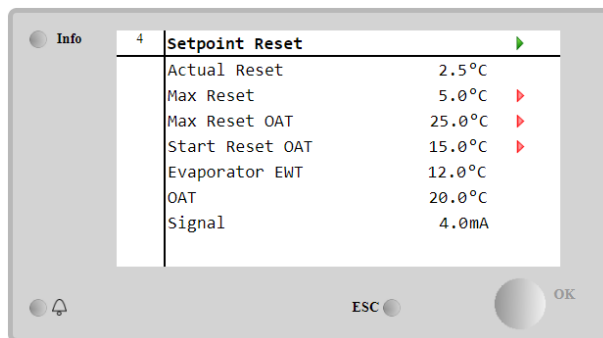 Info
4 Setpoint Reset
Actual Reset 2.5°C
Max Reset 5.0°C
Max Reset OAT 25.0°C
Start Reset OAT 15.0°C
Evaporator EWT 12.0°C
OAT 20.0°C
Signal 4.0mA
ESC
OK